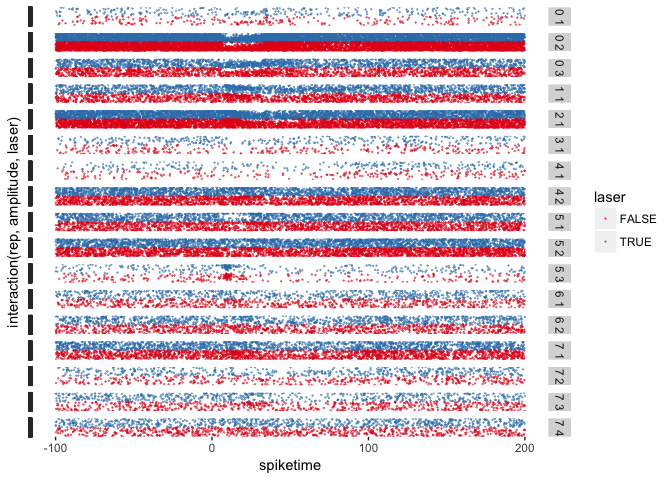 interaction(rep, amplitude, laser)
0 1
0 2
0 3
1 1
2 1
3 1
4 1
4 2
5 1
5 2
5 3
6 1
6 2
7 1
7 2
7 3
7 4
laser
FALSE
TRUE
-100 0 100 200
spiketime